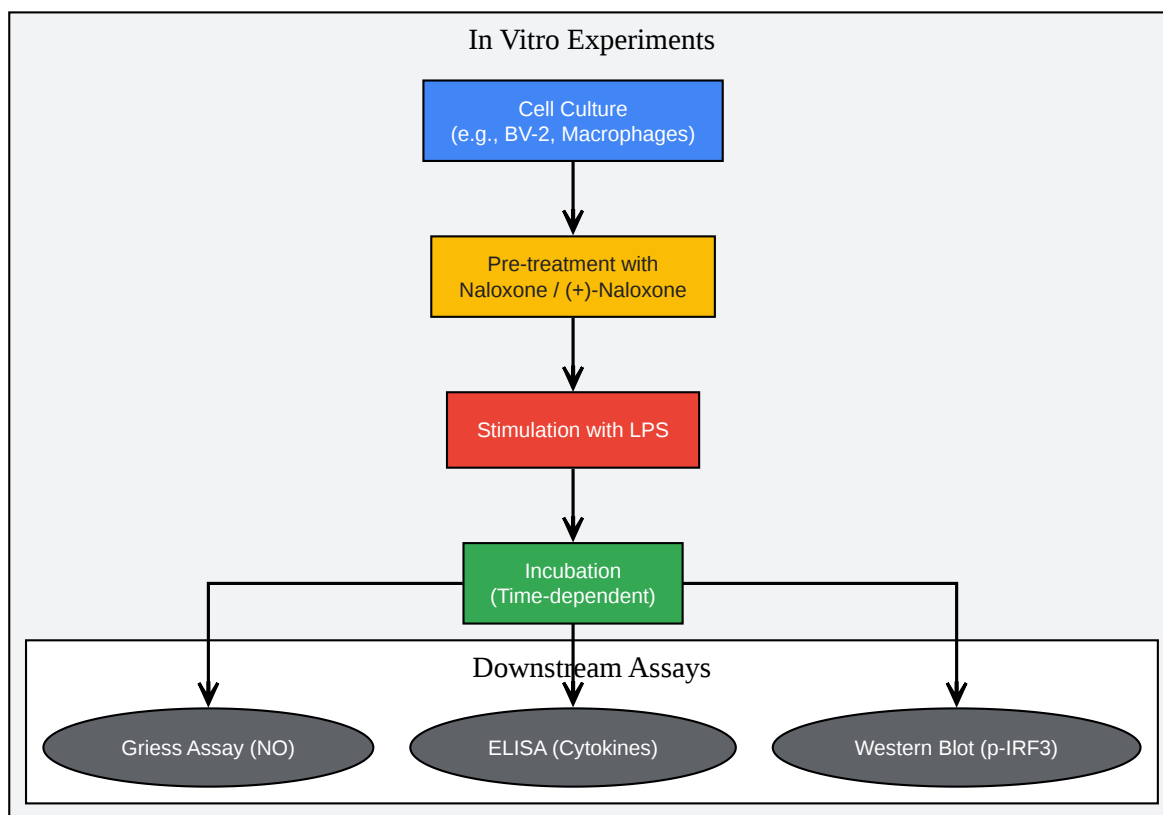 In Vitro Experiments
Cell Culture
(e.g., BV-2, Macrophages)
Pre-treatment with
Naloxone / (+)-Naloxone
Stimulation with LPS
Incubation
(Time-dependent)
Downstream Assays
Griess Assay (NO)
ELISA (Cytokines)
Western Blot (p-IRF3)